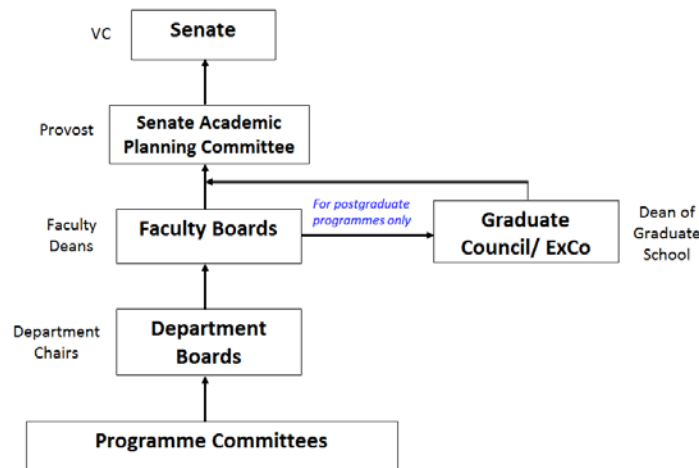 VC
Senate
Provost
Senate Academic
Planning Committee
For postgraduate
programmes only
Faculty
Deans
Faculty Boards
Graduate
Council/ ExCo
Dean of
Graduate
School
Department
Chairs
Department
Boards
Programme Committees